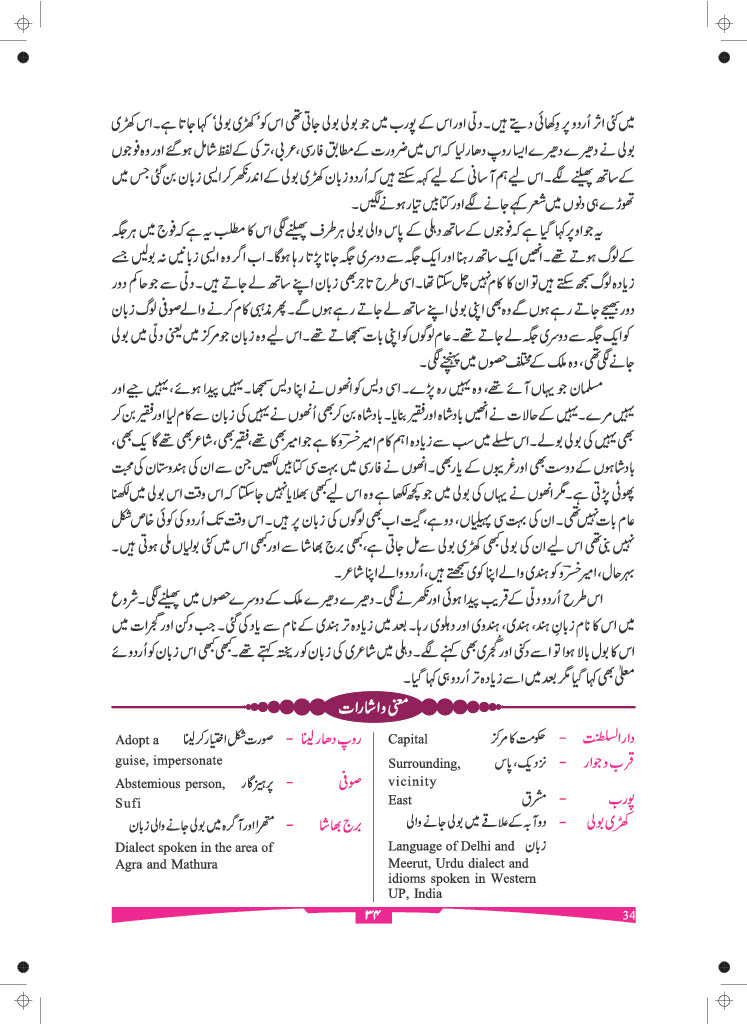 میں کئی اثر اُردو پر دِکھائی دیتے ہیں۔ دلّی اور اس کے پورب میں جو بولی بولی جاتی تھی اس کو ’کھڑی بولی‘ کہا جاتا ہے۔ اس کھڑی
بولی نے دھیرے دھیرے ایسا روپ دھار لیا کہ اس میں ضرورت کے مطابق فارسی، عربی، ترکی کے لفظ شامل ہو گئے اور وہ فوجوں
کے ساتھ پھیلنے لگے۔ اس لیے ہم آسانی کے لیے کہہ سکتے ہیں کہ اُردو زبان کھڑی بولی کے اندر نکھر کر ایسی زبان بن گئی جس میں
تھوڑے ہی دنوں میں شعر کہے جانے لگے اور کتابیں تیار ہونے لگیں۔
یہ جو اوپر کہا گیا ہے کہ فوجوں کے ساتھ دہلی کے پاس والی بولی ہر طرف پھیلنے لگی اس کا مطلب یہ ہے کہ فوج میں ہر جگہ
کے لوگ ہوتے تھے۔ انھیں ایک ساتھ رہنا اور ایک جگہ سے دوسری جگہ جانا پڑتا رہا ہوگا۔ اب اگر وہ ایسی زبانیں نہ بولیں جسے
زیادہ لوگ سمجھ سکتے ہیں تو ان کا کام نہیں چل سکتا تھا۔ اسی طرح تاجر بھی زبان اپنے ساتھ لے جاتے ہیں۔ دلّی سے جو حاکم دور
دور بھیجے جاتے رہے ہوں گے وہ بھی اپنی بولی اپنے ساتھ لے جاتے رہے ہوں گے۔ پھر مذہبی کام کرنے والے صوفی لوگ زبان
کو ایک جگہ سے دوسری جگہ لے جاتے تھے۔ عام لوگوں کو اپنی بات سمجھاتے تھے۔ اس لیے وہ زبان جو مرکز میں یعنی دلّی میں بولی
جانے لگی تھی، وہ ملک کے مختلف حصوں میں پہنچنے لگی۔
مسلمان جو یہاں آئے تھے، وہ یہیں رہ پڑے۔ اسی دیس کو انھوں نے اپنا دیس سمجھا۔ یہیں پیدا ہوئے، یہیں جیے اور
یہیں مرے۔ یہیں کے حالات نے انھیں بادشاہ اور فقیر بنایا۔ بادشاہ بن کر بھی اُنھوں نے یہیں کی زبان سے کام لیا اور فقیر بن کر
بھی یہیں کی بولی بولے۔ اس سلسلے میں سب سے زیادہ اہم کام امیر خسروؔ کا ہے جو امیر بھی تھے، فقیر بھی، شاعر بھی تھے گایک بھی،
بادشاہوں کے دوست بھی اور غریبوں کے یار بھی۔ انھوں نے فارسی میں بہت سی کتابیں لکھیں جن سے ان کی ہندوستان کی محبت
پھوٹی پڑتی ہے۔ مگر انھوں نے یہاں کی بولی میں جو کچھ لکھا ہے وہ اس لیے کبھی بھلایا نہیں جاسکتا کہ اس وقت اس بولی میں لکھنا
عام بات نہیں تھی۔ ان کی بہت سی پہیلیاں، دوہے، گیت اب بھی لوگوں کی زبان پر ہیں۔ اس وقت تک اُردو کی کوئی خاص شکل
نہیں بنی تھی اس لیے ان کی بولی کبھی کھڑی بولی سے مل جاتی ہے، کبھی برج بھاشا سے اور کبھی اس میں کئی بولیاں ملی ہوتی ہیں۔
بہرحال، امیر خسروؔ کو ہندی والے اپنا کوی سمجھتے ہیں، اُردو والے اپنا شاعر۔
اس طرح اُردو دلّی کے قریب پیدا ہوئی اور نکھرنے لگی۔ دھیرے دھیرے ملک کے دوسرے حصوں میں پھیلنے لگی۔ شروع
میں اس کا نام زبانِ ہند، ہندی، ہندوی اور دہلوی رہا۔ بعد میں زیادہ تر ہندی کے نام سے یاد کی گئی۔ جب دکن اور گجرات میں
اس کا بول بالا ہوا تو اسے دکنی اور گجری بھی کہنے لگے۔ دہلی میں شاعری کی زبان کو ریختہ کہتے تھے۔ کبھی کبھی اس زبان کو اُردوئے
معلّیٰ بھی کہا گیا مگر بعد میں اسے زیادہ تر اُردو ہی کہا گیا۔
معنی و اشارات
دارالسلطنت – حکومت کا مرکز Capital
قرب و جوار – نزدیک، پاس Surrounding,
vicinity
پورب – مشرق East
کھڑی بولی – دوآبہ کے علاقے میں بولی جانے والی
زبان Language of Delhi and
Meerut, Urdu dialect and
idioms spoken in Western
UP, India
روپ دھار لینا – صورت شکل اختیار کر لینا Adopt a
guise, impersonate
صوفی – پرہیزگار Abstemious person,
Sufi
برج بھاشا – متھرا اور آگرہ میں بولی جانے والی زبان
Dialect spoken in the area of
Agra and Mathura
۳۴
34